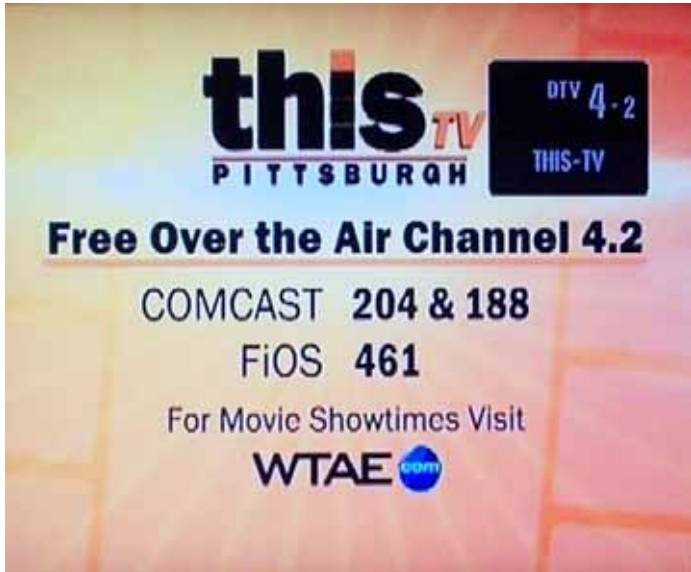 this TV
PITTSBURGH
DTV 4-2
THIS-TV
Free Over the Air Channel 4.2
COMCAST 204 & 188
FiOS 461
For Movie Showtimes Visit
WTAE com